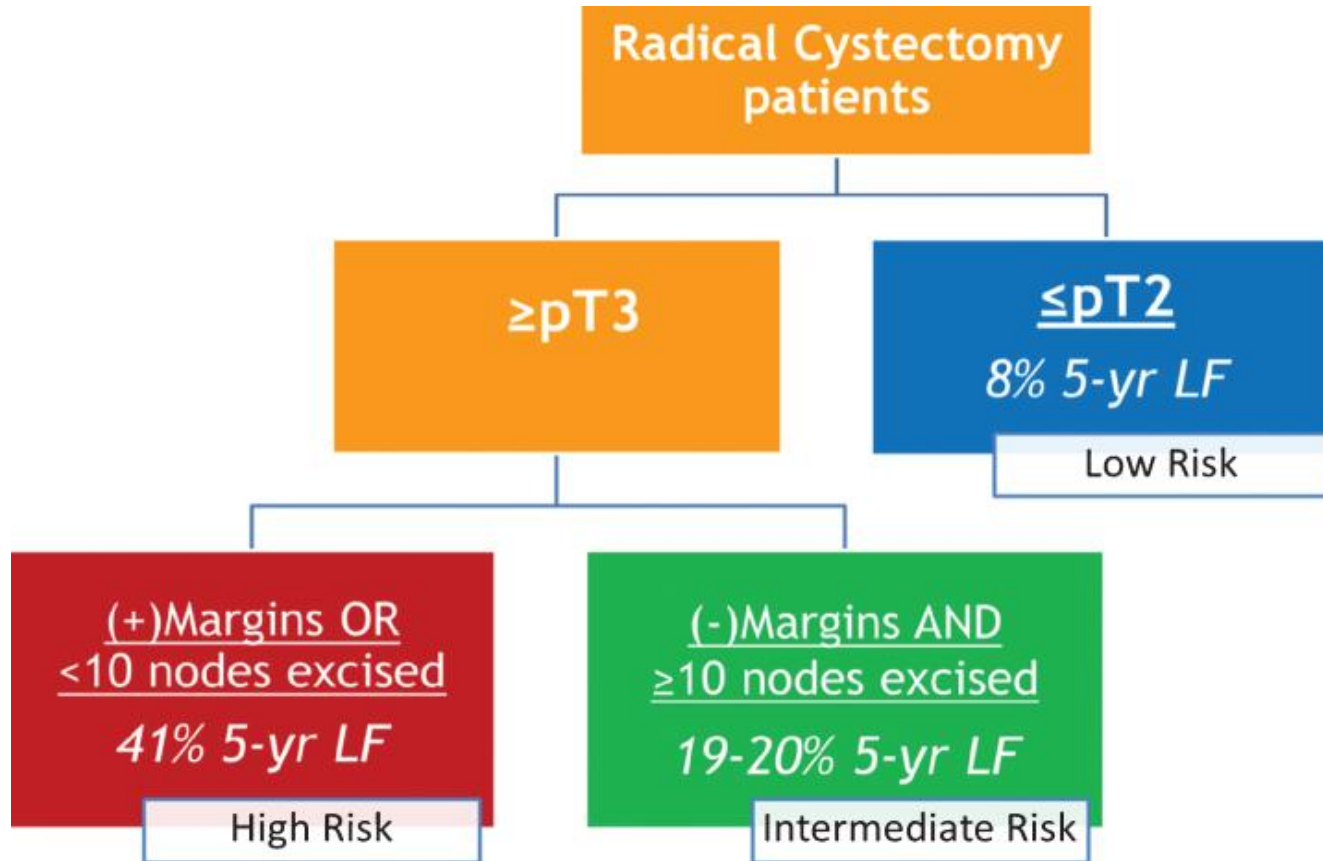 Radical Cystectomy
patients
≥pT3
≤pT2
8% 5-yr LF
Low Risk
(+)Margins OR
<10 nodes excised
41% 5-yr LF
High Risk
(-)Margins AND
≥10 nodes excised
19-20% 5-yr LF
Intermediate Risk